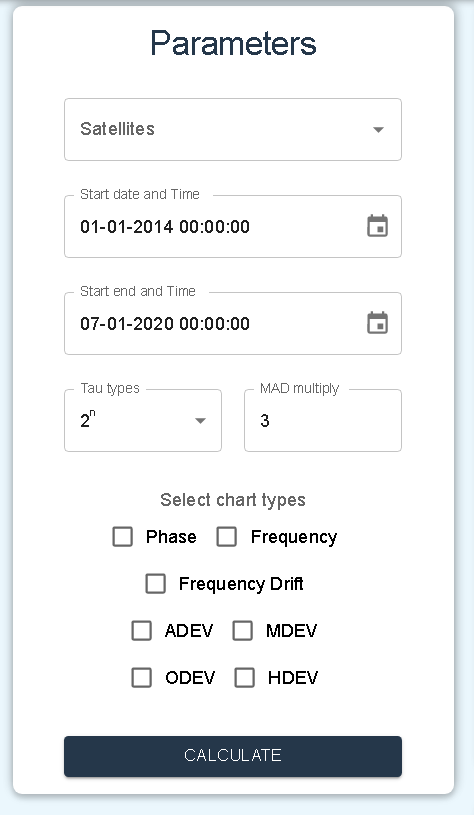 Parameters
Satellites
Start date and Time
01-01-2014 00:00:00
Start end and Time
07-01-2020 00:00:00
Tau types MAD multiply
2ⁿ 3
Select chart types
Phase Frequency
Frequency Drift
ADEV MDEV
ODEV HDEV
CALCULATE